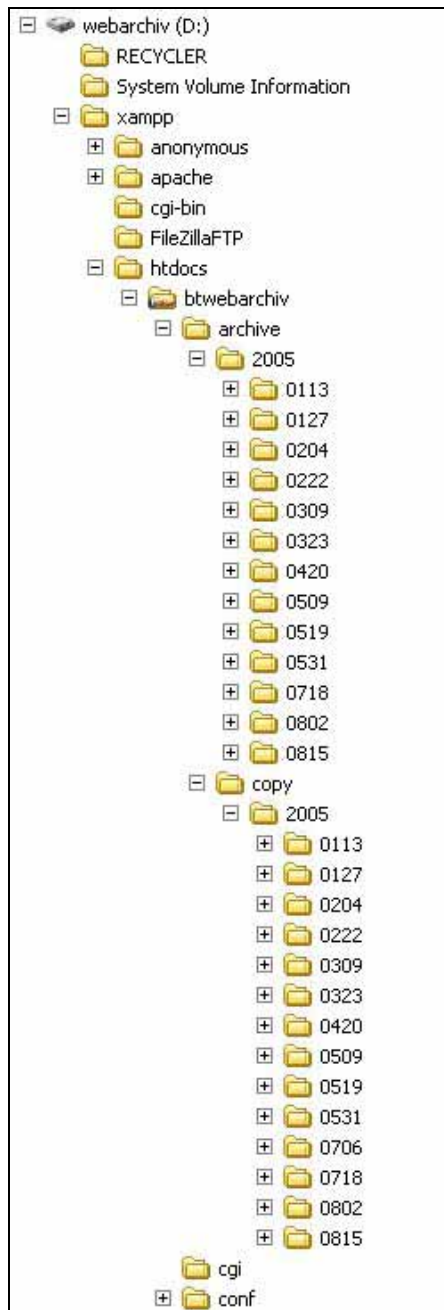 webarchiv (D:)
RECYCLER
System Volume Information
xampp
anonymous
apache
cgi-bin
FileZillaFTP
htdocs
btwebarchiv
archive
2005
0113
0127
0204
0222
0309
0323
0420
0509
0519
0531
0718
0802
0815
copy
2005
0113
0127
0204
0222
0309
0323
0420
0509
0519
0531
0706
0718
0802
0815
cgi
conf